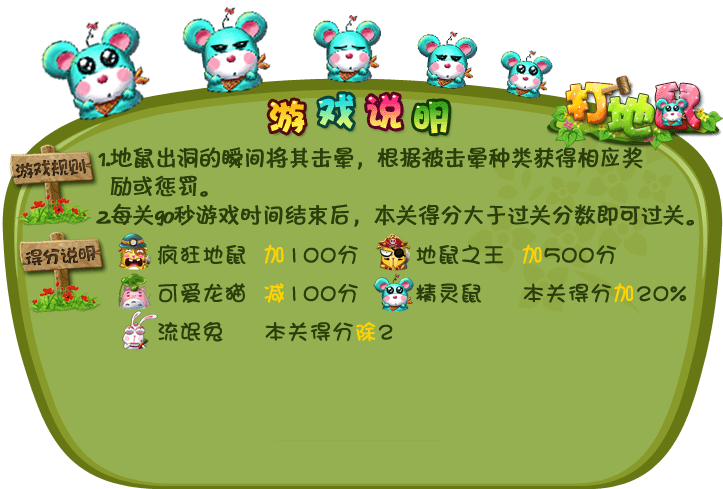 游戏说明
打地鼠
游戏规则
1.地鼠出洞的瞬间将其击晕，根据被击晕种类获得相应奖
励或惩罚。
2.每关90秒游戏时间结束后，本关得分大于过关分数即可过关。
得分说明
疯狂地鼠 加100分 地鼠之王 加500分
可爱龙猫 减100分 精灵鼠 本关得分加20%
流氓兔 本关得分除2